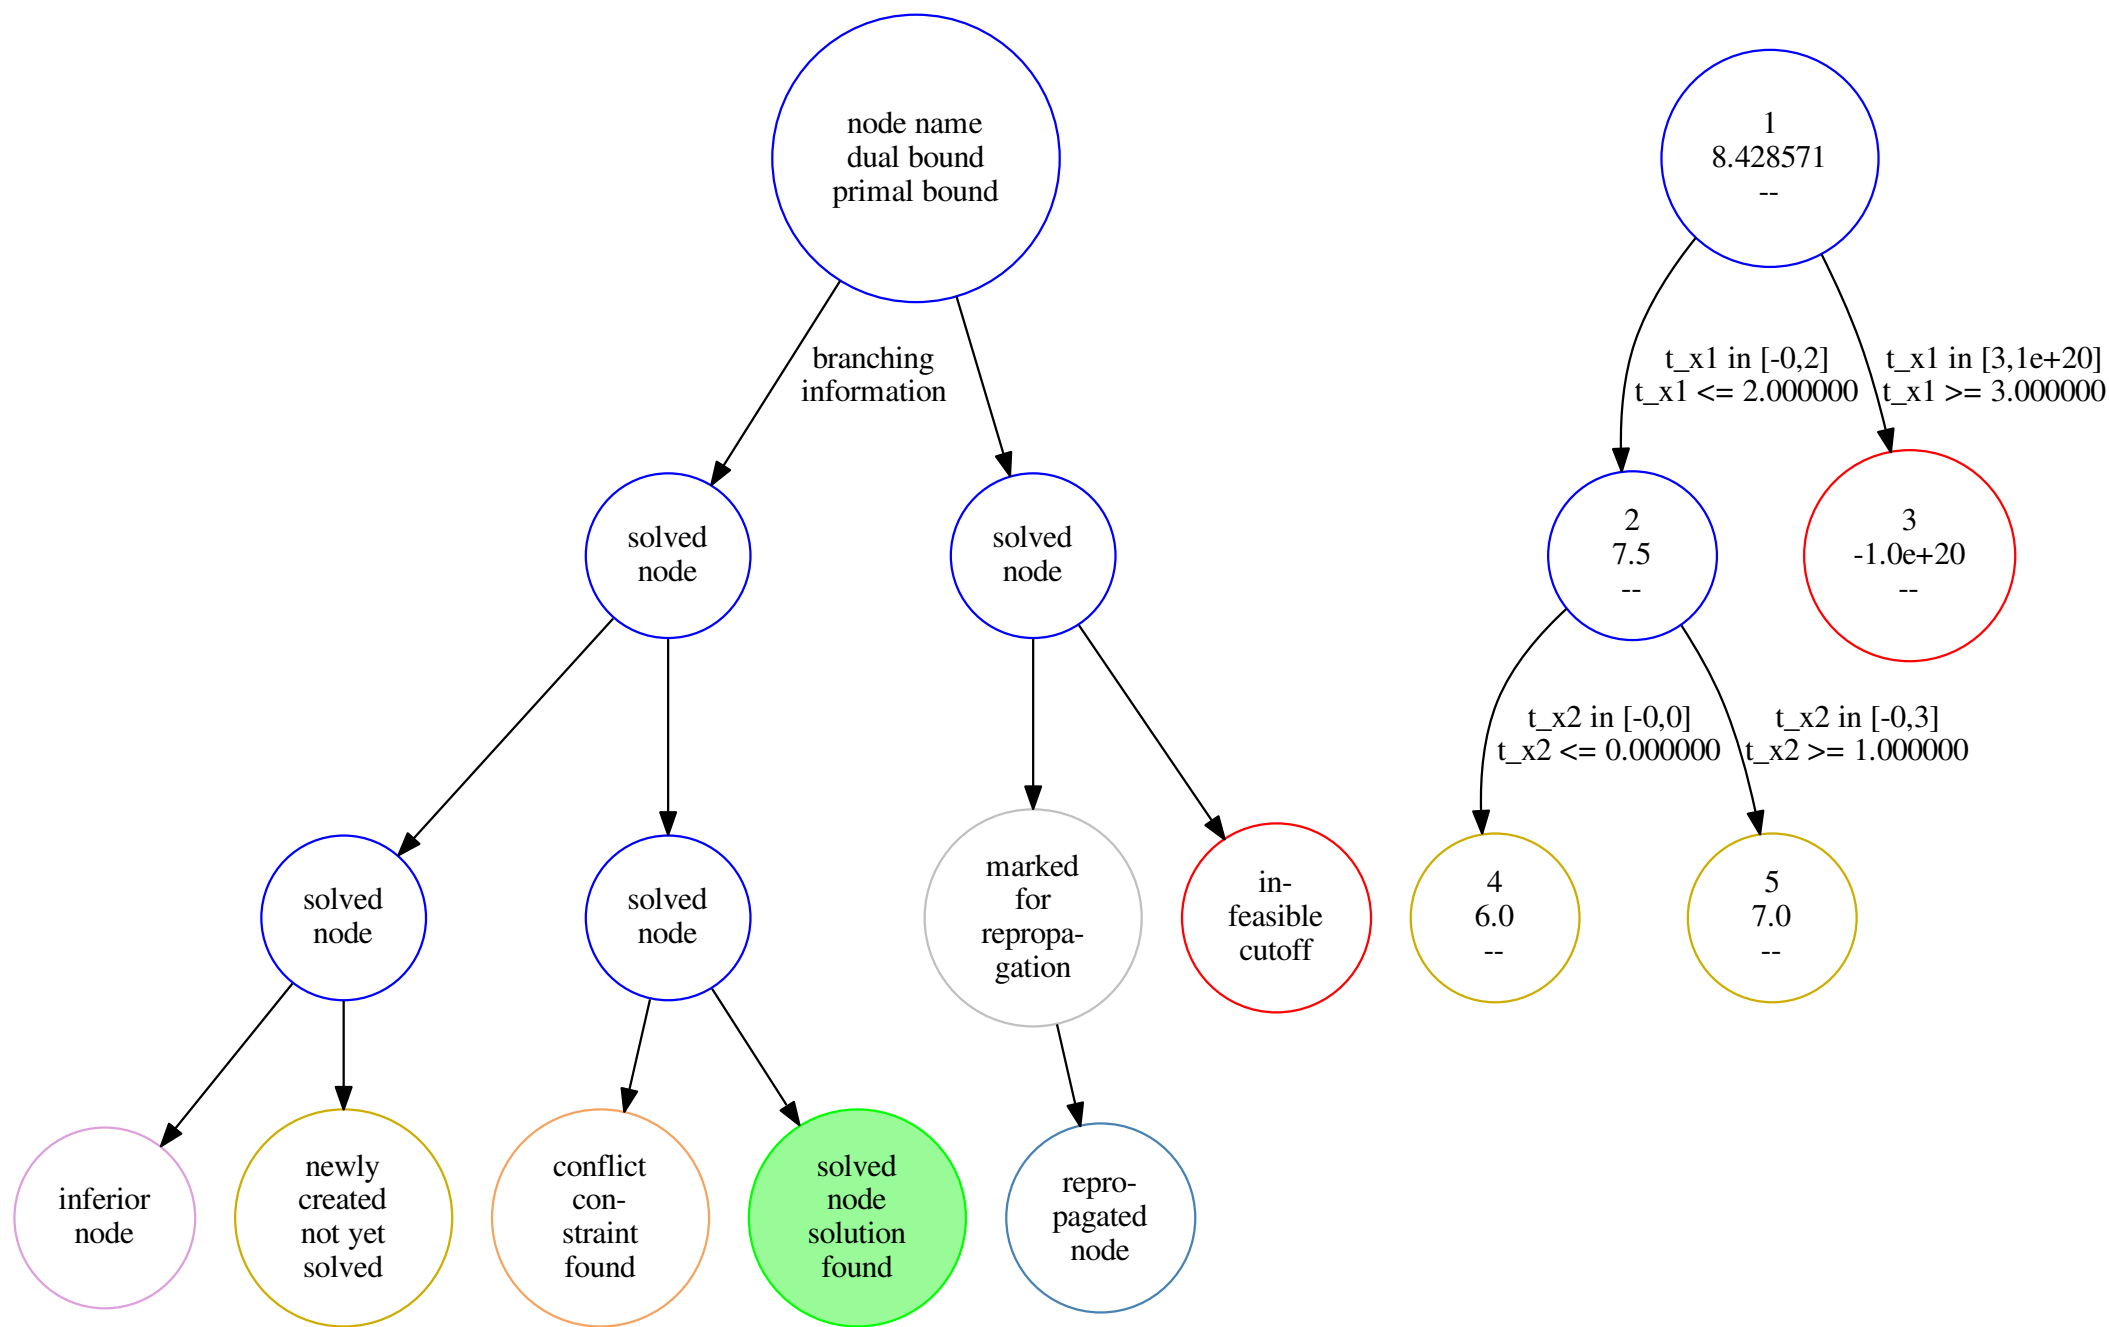 node name
dual bound
primal bound
branching
information
solved
node
solved
node
solved
node
solved
node
marked
for
repropa-
gation
in-
feasible
cutoff
inferior
node
newly
created
not yet
solved
conflict
con-
straint
found
solved
node
solution
found
repro-
pagated
node
1
8.428571
--
t_x1 in [-0,2]
t_x1 <= 2.000000
t_x1 in [3,1e+20]
t_x1 >= 3.000000
2
7.5
--
3
-1.0e+20
--
t_x2 in [-0,0]
t_x2 <= 0.000000
t_x2 in [-0,3]
t_x2 >= 1.000000
4
6.0
--
5
7.0
--